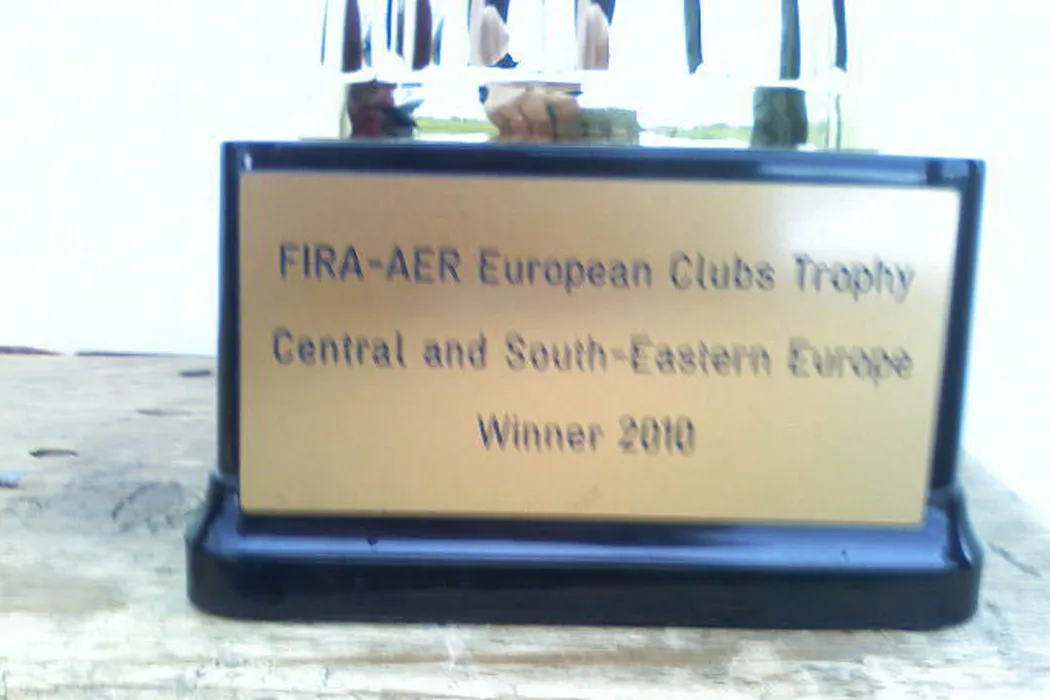 FIRA-AER European Clubs Trophy
Central and South-Eastern Europe
Winner 2010